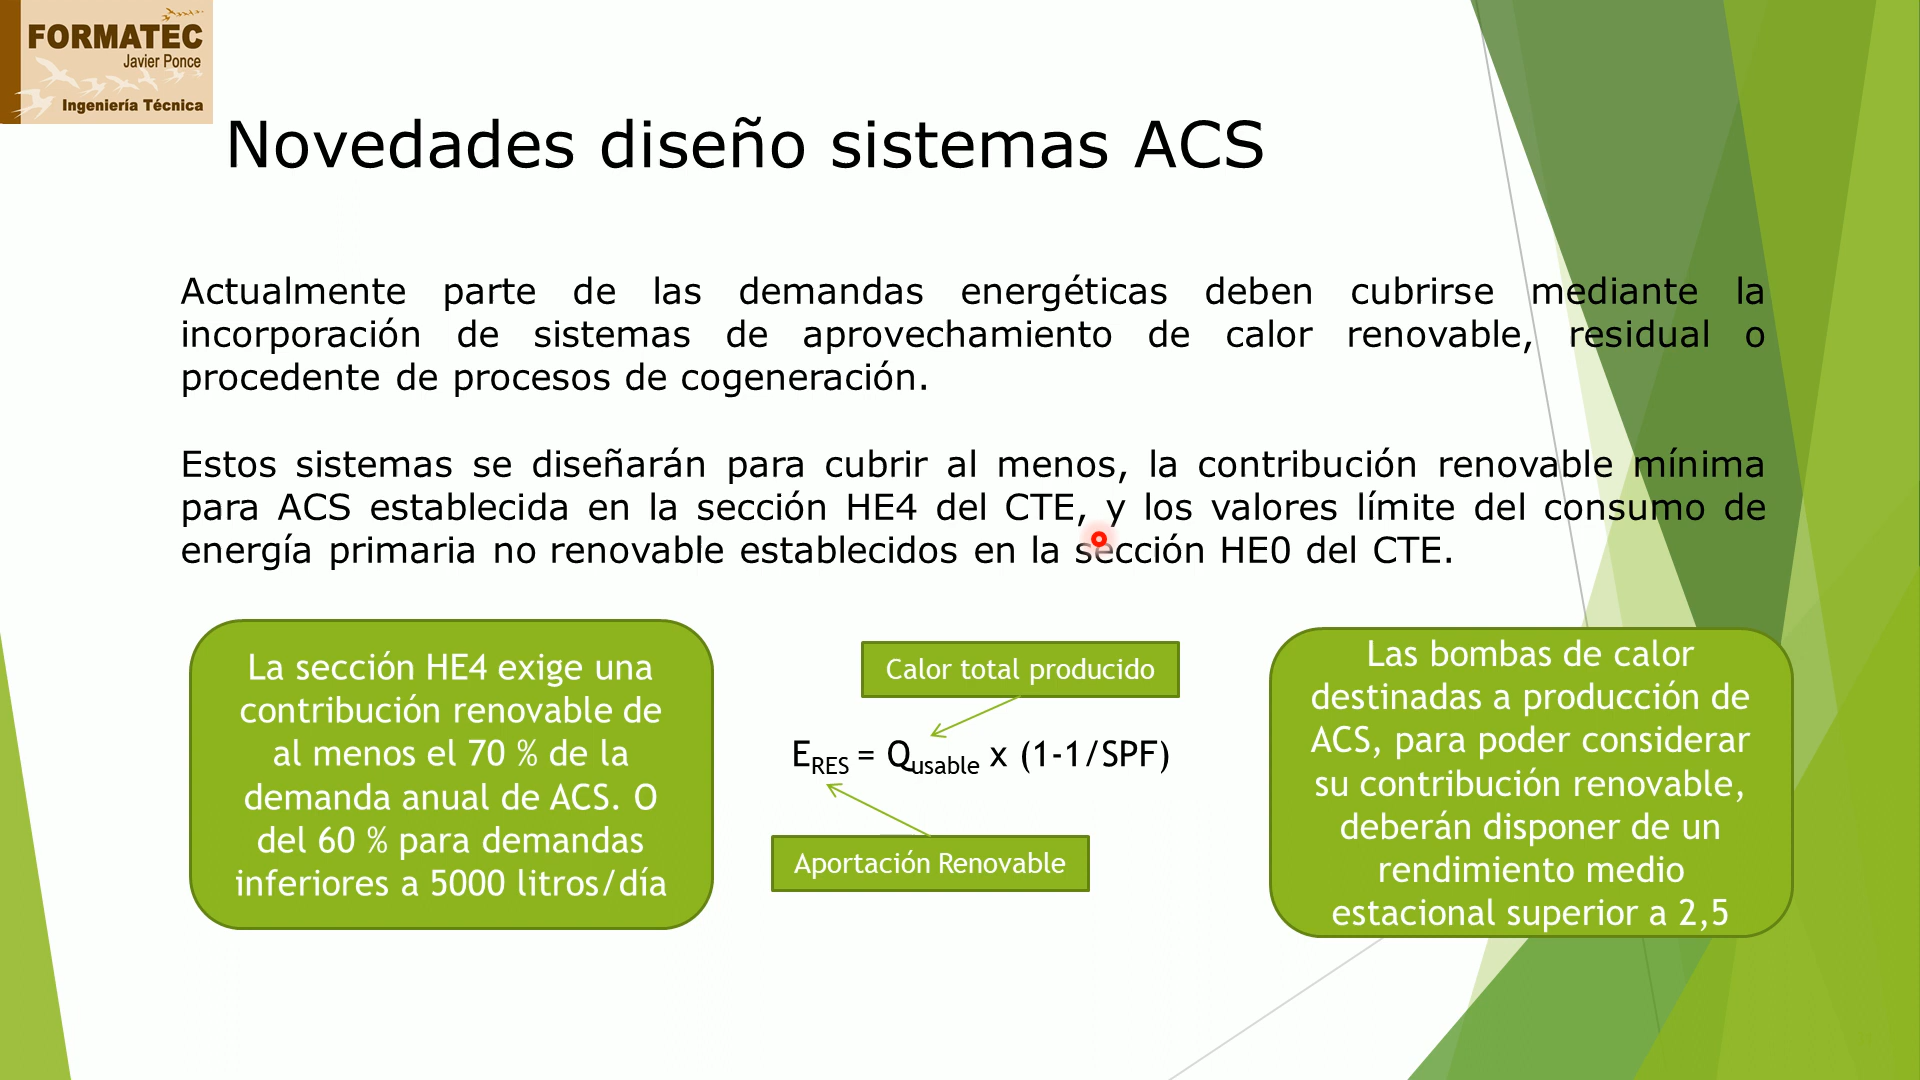 FORMATEC
Javier Ponce
Ingeniería Técnica
Novedades diseño sistemas ACS
Actualmente parte de las demandas energéticas deben cubrirse mediante la
incorporación de sistemas de aprovechamiento de calor renovable, residual o
procedente de procesos de cogeneración.
Estos sistemas se diseñarán para cubrir al menos, la contribución renovable mínima
para ACS establecida en la sección HE4 del CTE, y los valores límite del consumo de
energía primaria no renovable establecidos en la sección HE0 del CTE.
La sección HE4 exige una
contribución renovable de
al menos el 70 % de la
demanda anual de ACS. O
del 60 % para demandas
inferiores a 5000 litros/día
Calor total producido
E_RES = Q_usable x (1-1/SPF)
Aportación Renovable
Las bombas de calor
destinadas a producción de
ACS, para poder considerar
su contribución renovable,
deberán disponer de un
rendimiento medio
estacional superior a 2,5